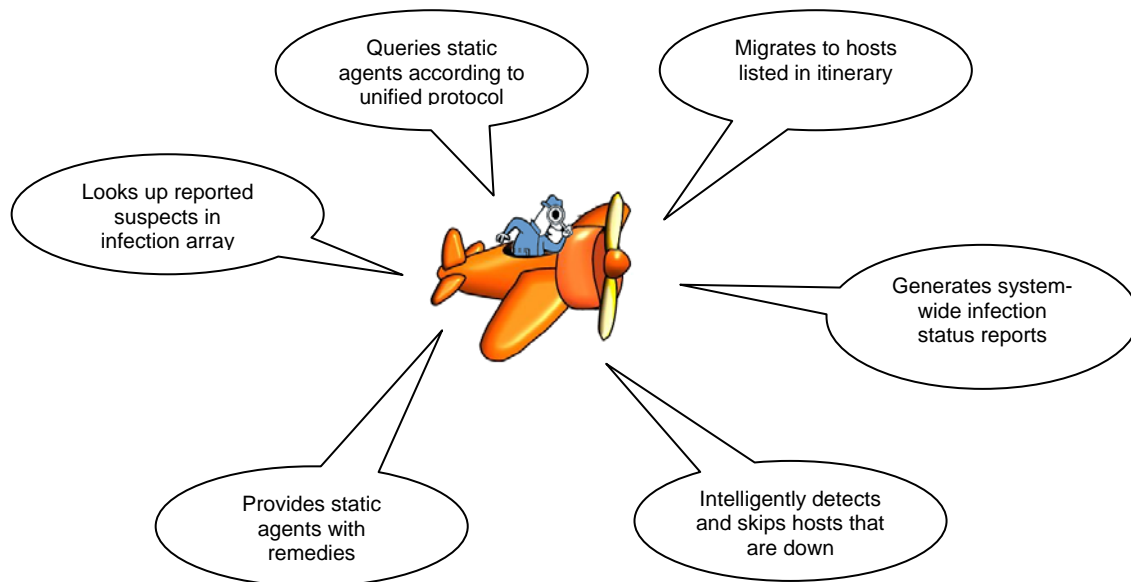 Queries static
agents according to
unified protocol
Migrates to hosts
listed in itinerary
Looks up reported
suspects in
infection array
Generates system-
wide infection
status reports
Provides static
agents with
remedies
Intelligently detects
and skips hosts that
are down